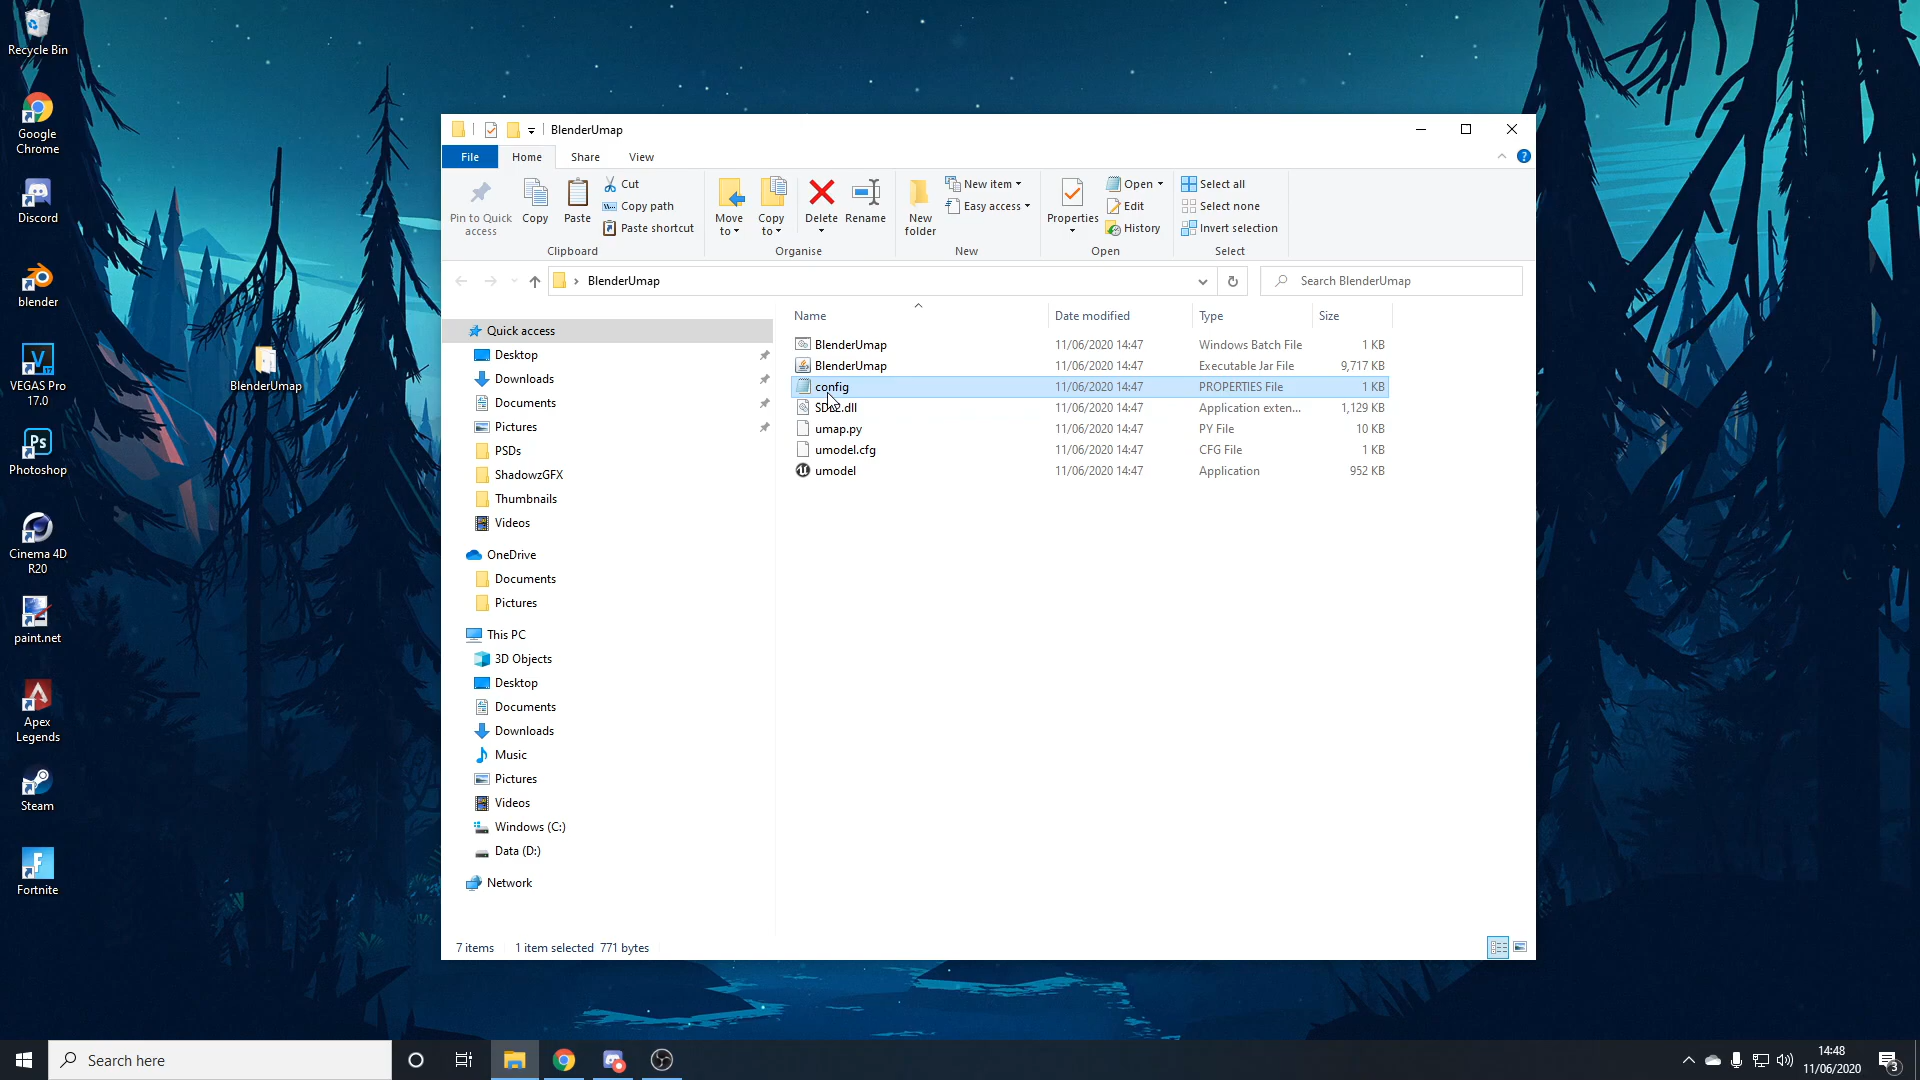 Recycle Bin
Google
Chrome
Discord
blender
VEGAS Pro
17.0
Photoshop
Cinema 4D
R20
paint.net
Apex
Legends
Steam
Fortnite
BlenderUmap
BlenderUmap
File
Home
Share
View
Pin to Quick
access
Copy
Paste
Cut
Copy path
Paste shortcut
Clipboard
Move
to
Copy
to
Delete
Rename
Organise
New
folder
New item
Easy access
New
Properties
Open
Edit
History
Open
Select all
Select none
Invert selection
Select
BlenderUmap
Search BlenderUmap
Quick access
Desktop
Downloads
Documents
Pictures
PSDs
ShadowzGFX
Thumbnails
Videos
OneDrive
Documents
Pictures
This PC
3D Objects
Desktop
Documents
Downloads
Music
Pictures
Videos
Windows (C:)
Data (D:)
Network
Name Date modified Type Size
BlenderUmap 11/06/2020 14:47 Windows Batch File 1 KB
BlenderUmap 11/06/2020 14:47 Executable Jar File 9,717 KB
config 11/06/2020 14:47 PROPERTIES File 1 KB
SDL2.dll 11/06/2020 14:47 Application exten... 1,129 KB
umap.py 11/06/2020 14:47 PY File 10 KB
umodel.cfg 11/06/2020 14:47 CFG File 1 KB
umodel 11/06/2020 14:47 Application 952 KB
7 items 1 item selected 771 bytes
Search here
14:48
11/06/2020
3